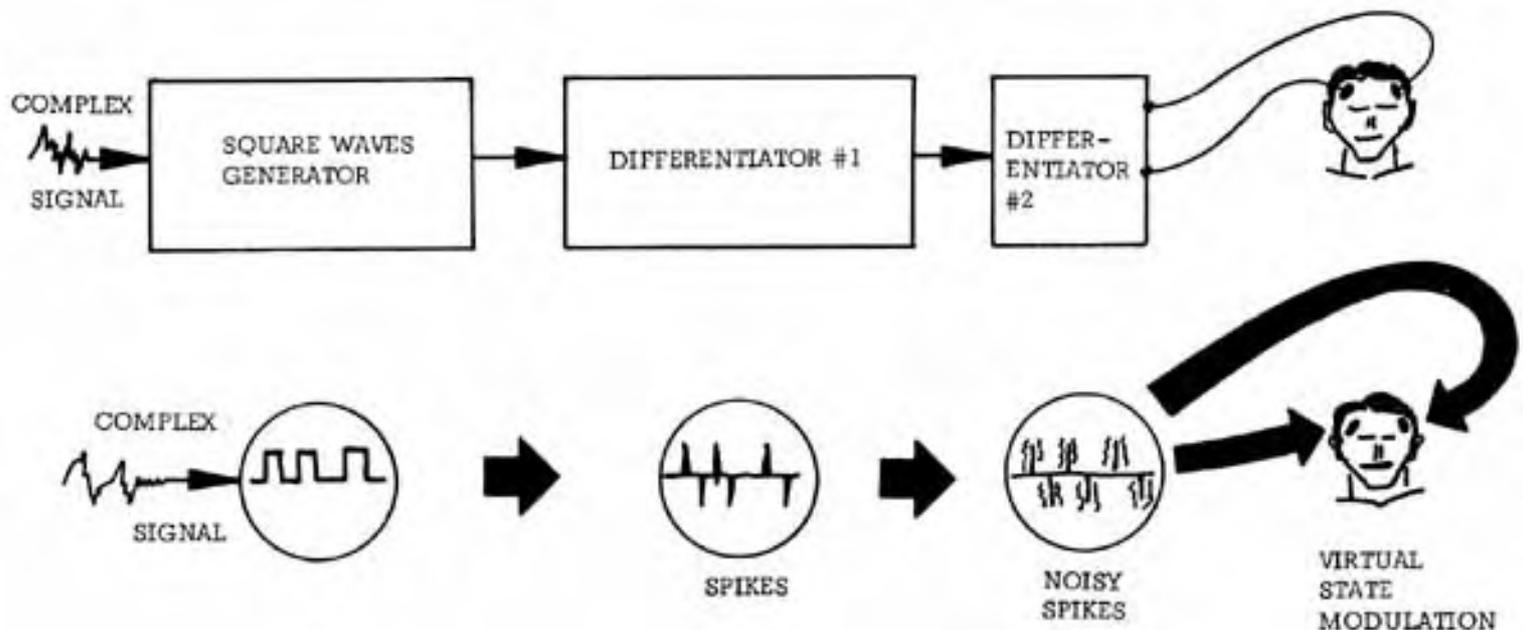 COMPLEX
SIGNAL
SQUARE WAVES
GENERATOR
DIFFERENTIATOR #1
DIFFER-
ENTIATOR
#2
COMPLEX
SIGNAL
SPIKES
NOISY
SPIKES
VIRTUAL
STATE
MODULATION